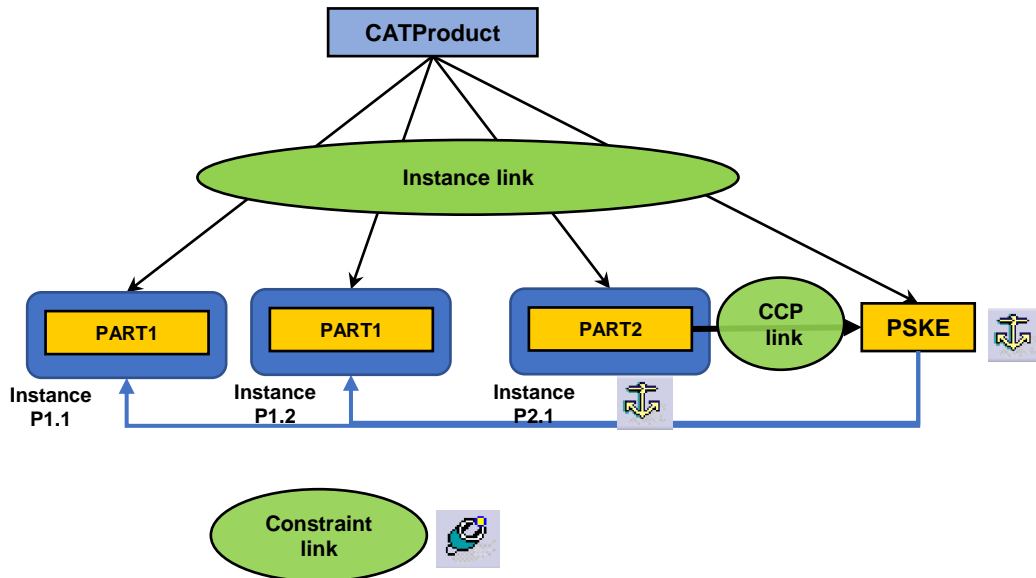 CATProduct
Instance link
PART1
PART1
PART2
CCP
link
PSKE
Instance
P1.1
Instance
P1.2
Instance
P2.1
Constraint
link